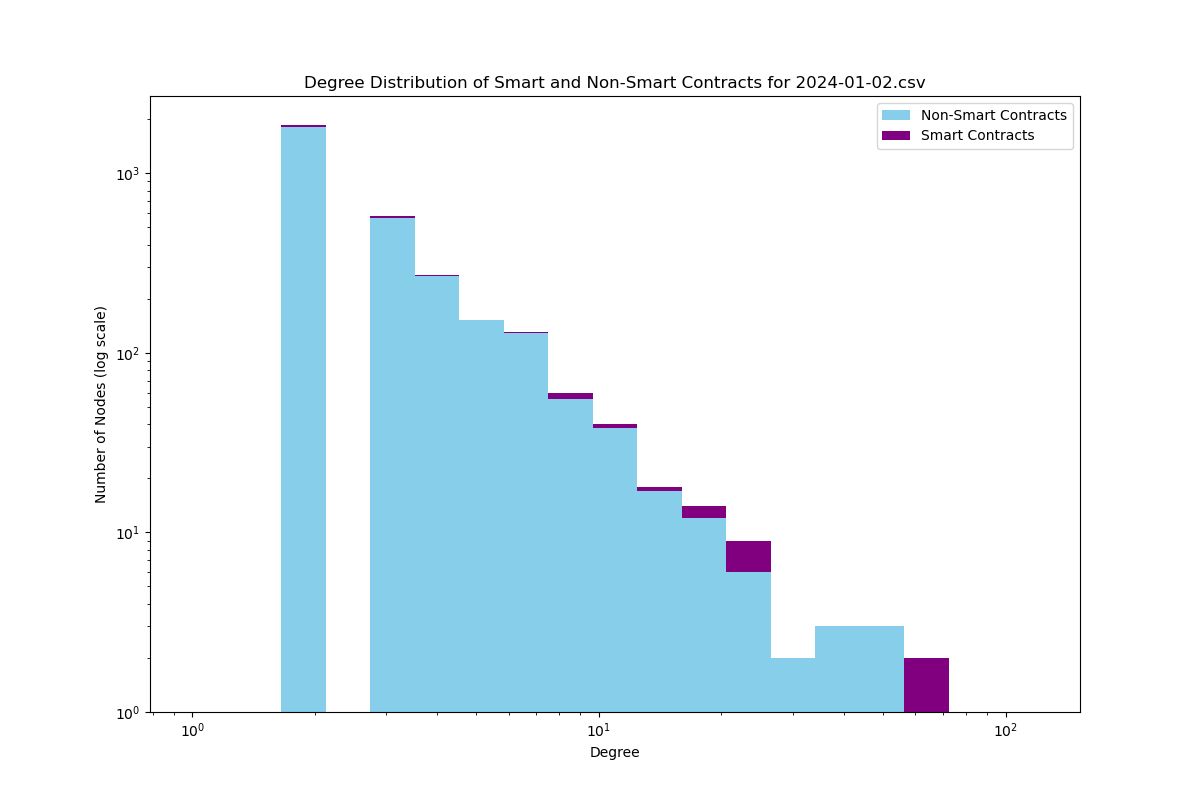 Degree Distribution of Smart and Non-Smart Contracts for 2024-01-02.csv
Non-Smart Contracts
Smart Contracts
Number of Nodes (log scale)
10³
10²
10¹
10⁰
10⁰ 10¹ 10²
Degree